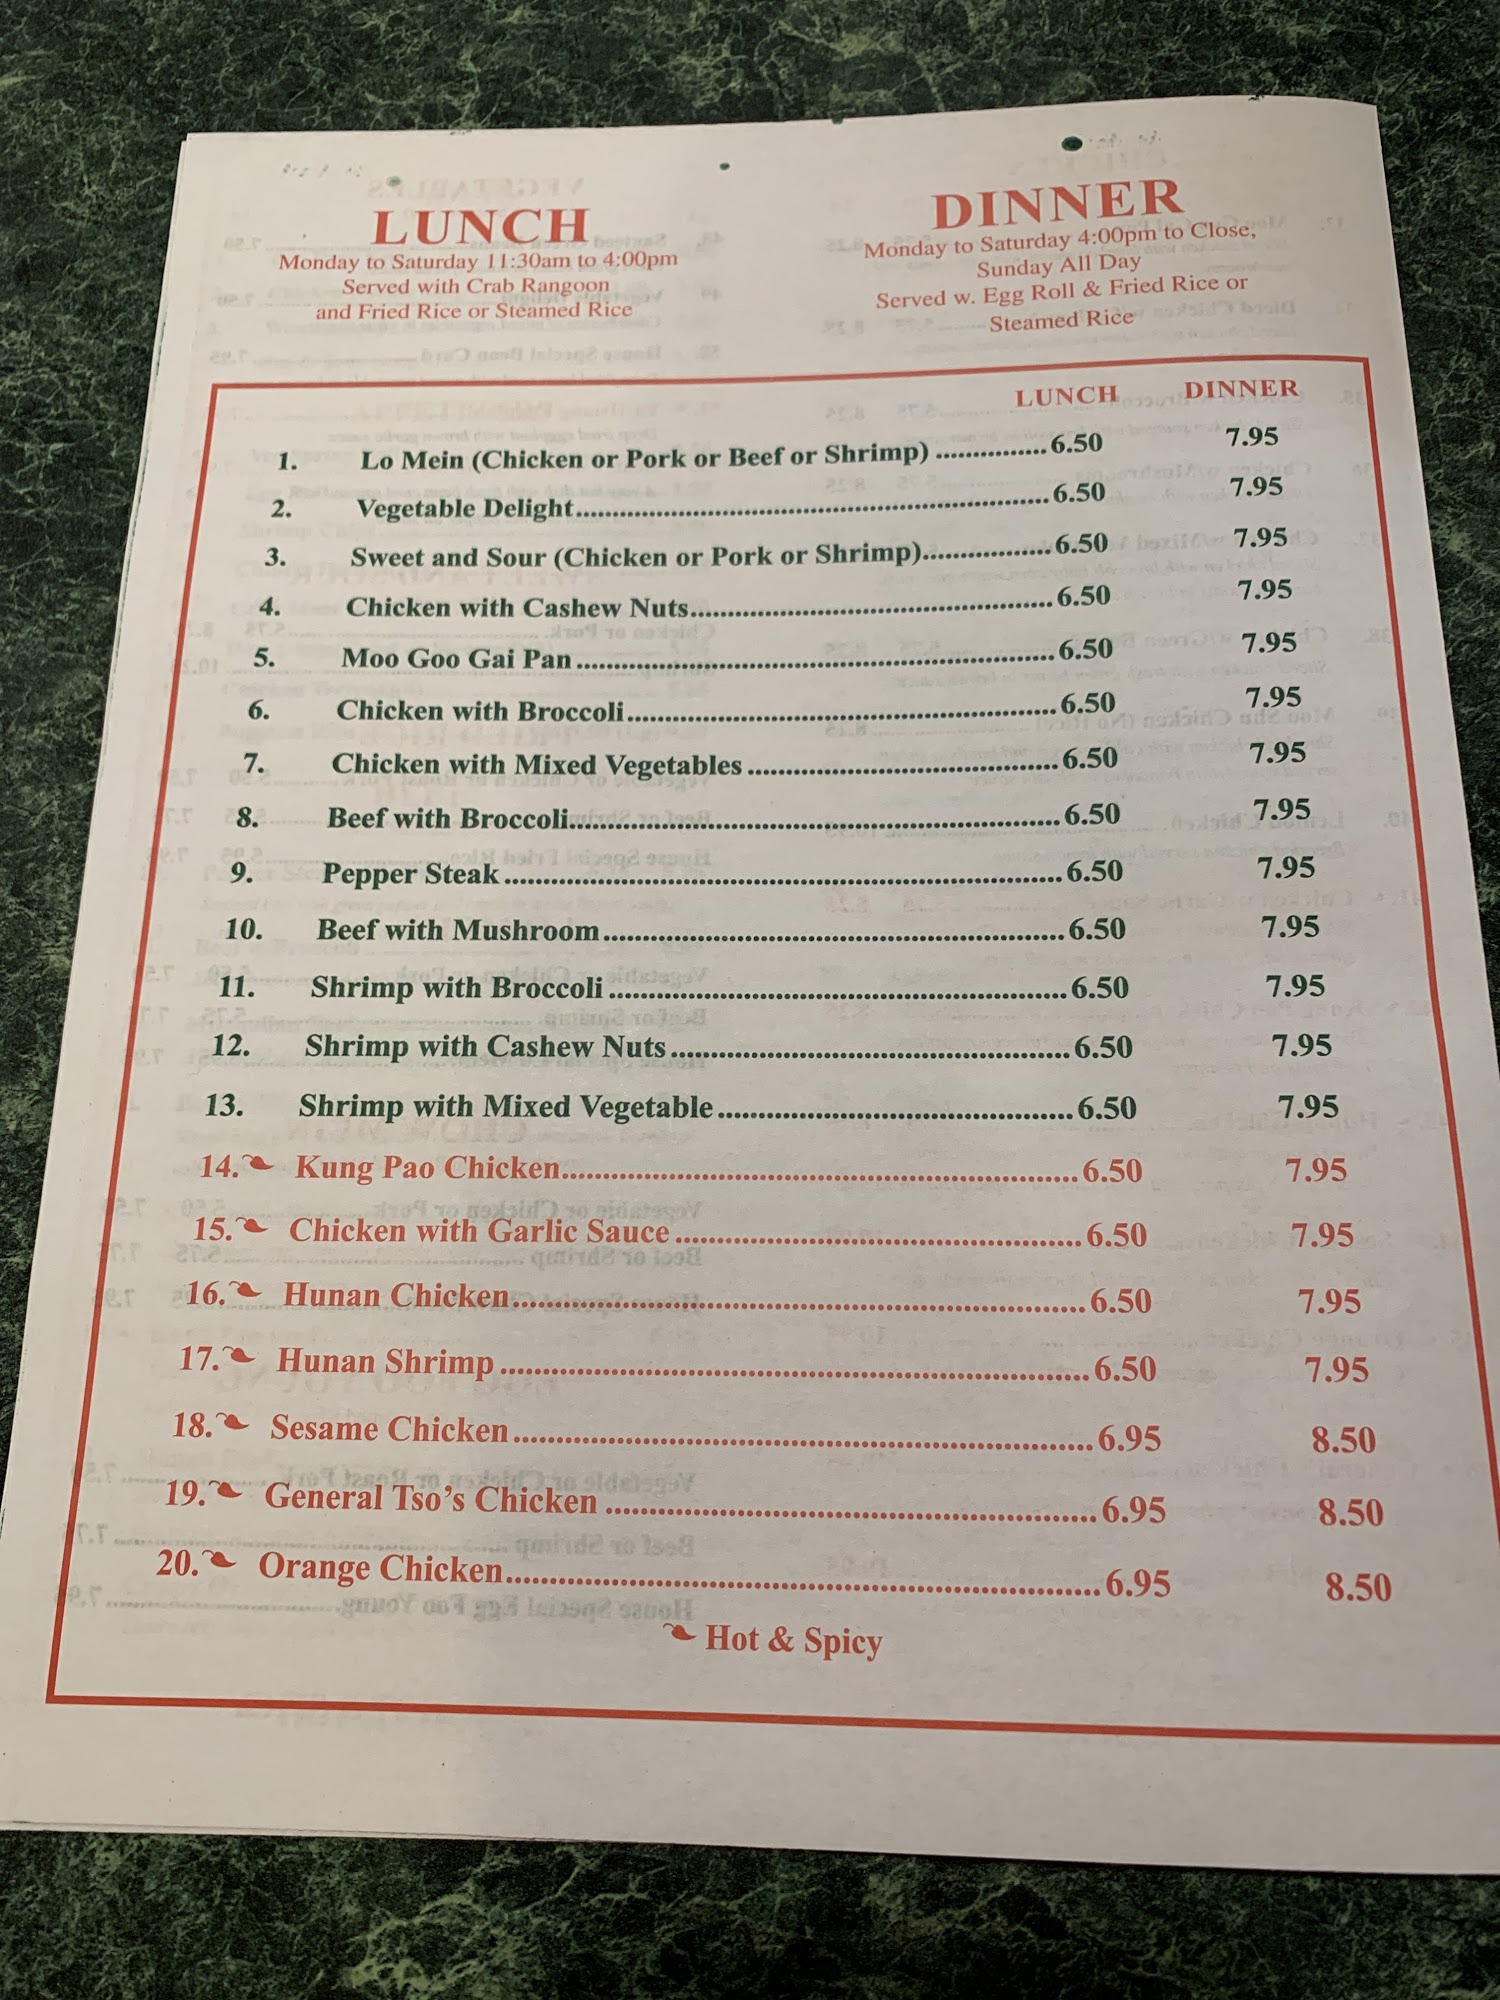 LUNCH
Monday to Saturday 11:30am to 4:00pm
Served with Crab Rangoon
and Fried Rice or Steamed Rice
DINNER
Monday to Saturday 4:00pm to Close,
Sunday All Day
Served w. Egg Roll & Fried Rice or
Steamed Rice
LUNCH DINNER
1. Lo Mein (Chicken or Pork or Beef or Shrimp) ............... 6.50 7.95
2. Vegetable Delight............... 6.50 7.95
3. Sweet and Sour (Chicken or Pork or Shrimp)............... 6.50 7.95
4. Chicken with Cashew Nuts............... 6.50 7.95
5. Moo Goo Gai Pan ............... 6.50 7.95
6. Chicken with Broccoli............... 6.50 7.95
7. Chicken with Mixed Vegetables ............... 6.50 7.95
8. Beef with Broccoli............... 6.50 7.95
9. Pepper Steak ............... 6.50 7.95
10. Beef with Mushroom............... 6.50 7.95
11. Shrimp with Broccoli ............... 6.50 7.95
12. Shrimp with Cashew Nuts ............... 6.50 7.95
13. Shrimp with Mixed Vegetable ............... 6.50 7.95
14. Kung Pao Chicken............... 6.50 7.95
15. Chicken with Garlic Sauce ............... 6.50 7.95
16. Hunan Chicken............... 6.50 7.95
17. Hunan Shrimp ............... 6.50 7.95
18. Sesame Chicken............... 6.95 8.50
19. General Tso's Chicken ............... 6.95 8.50
20. Orange Chicken............... 6.95 8.50
Hot & Spicy